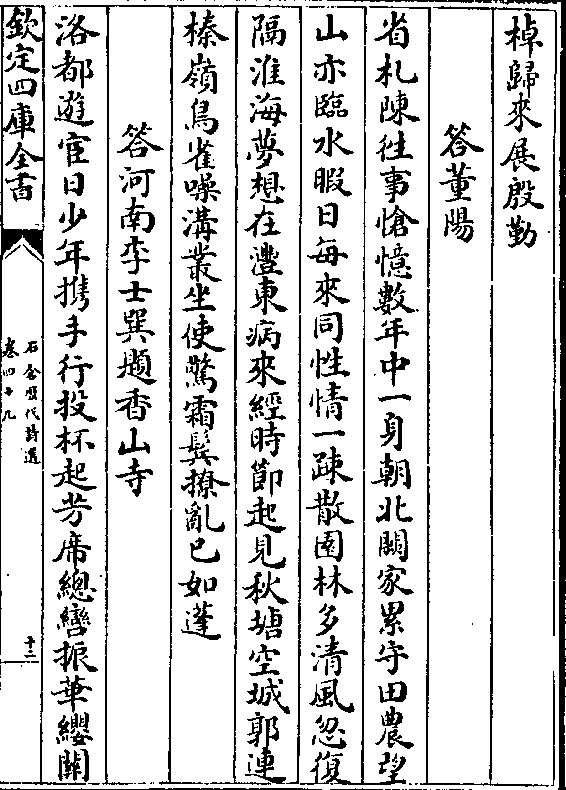 棹歸來展殷勤
答董陽
省札陳徃事愴憶數年中一身朝北闕家累守田農望
山亦臨水暇日每來同性情一疎散園林多清風忽復
隔淮海夢想在灃東病來經時節起見秋塘空城郭連
榛嶺鳥雀噪溝叢坐使驚霜鬢撩亂已如蓬
答河南李士巽題香山寺
洛都遊宦日少年携手行投杯起芳席總轡振華纓關
欽定四庫全書
石倉歷代詩選
卷四十九
十二